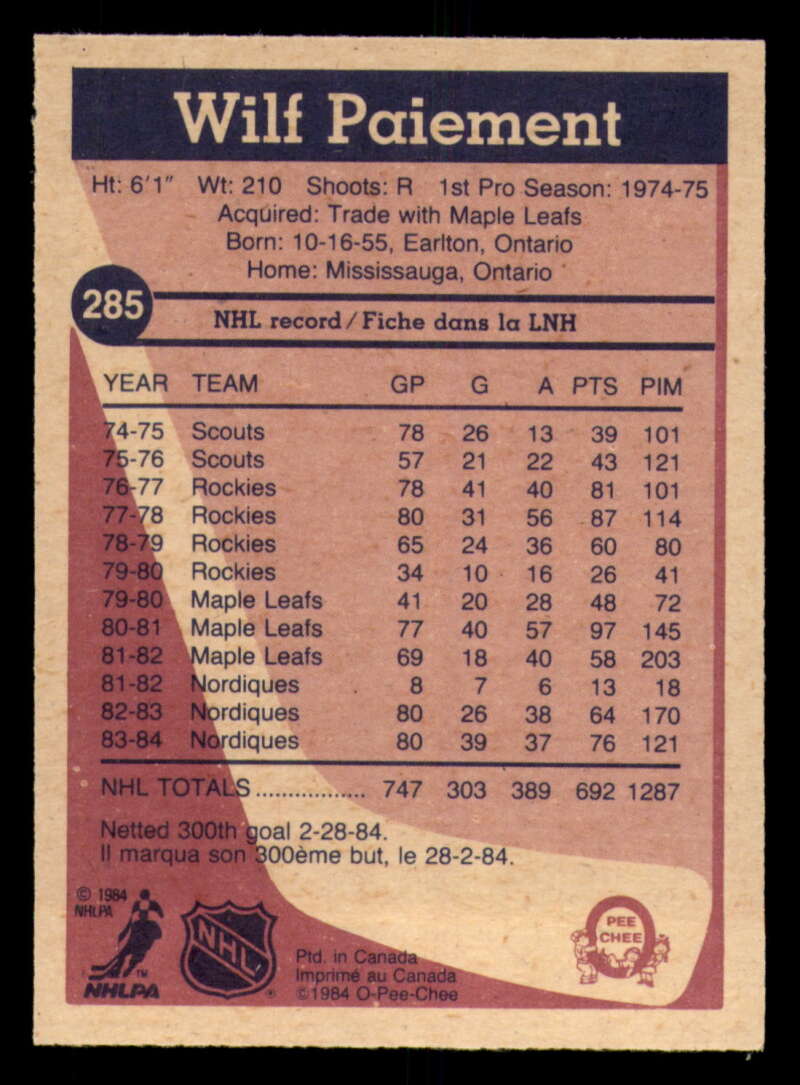 Wilf Paiement
Ht: 6'1" Wt: 210 Shoots: R 1st Pro Season: 1974-75
Acquired: Trade with Maple Leafs
Born: 10-16-55, Earlton, Ontario
Home: Mississauga, Ontario
285
NHL record/Fiche dans la LNH
YEAR TEAM GP G A PTS PIM
74-75 Scouts 78 26 13 39 101
75-76 Scouts 57 21 22 43 121
76-77 Rockies 78 41 40 81 101
77-78 Rockies 80 31 56 87 114
78-79 Rockies 65 24 36 60 80
79-80 Rockies 34 10 16 26 41
79-80 Maple Leafs 41 20 28 48 72
80-81 Maple Leafs 77 40 57 97 145
81-82 Maple Leafs 69 18 40 58 203
81-82 Nordiques 8 7 6 13 18
82-83 Nordiques 80 26 38 64 170
83-84 Nordiques 80 39 37 76 121
NHL TOTALS ................. 747 303 389 692 1287
Netted 300th goal 2-28-84.
Il marqua son 300ème but, le 28-2-84.
© 1984
NHLPA
TM
NHLPA
NHL
®
Ptd. in Canada
Imprimé au Canada
©1984 O-Pee-Chee
O
PEE
CHEE